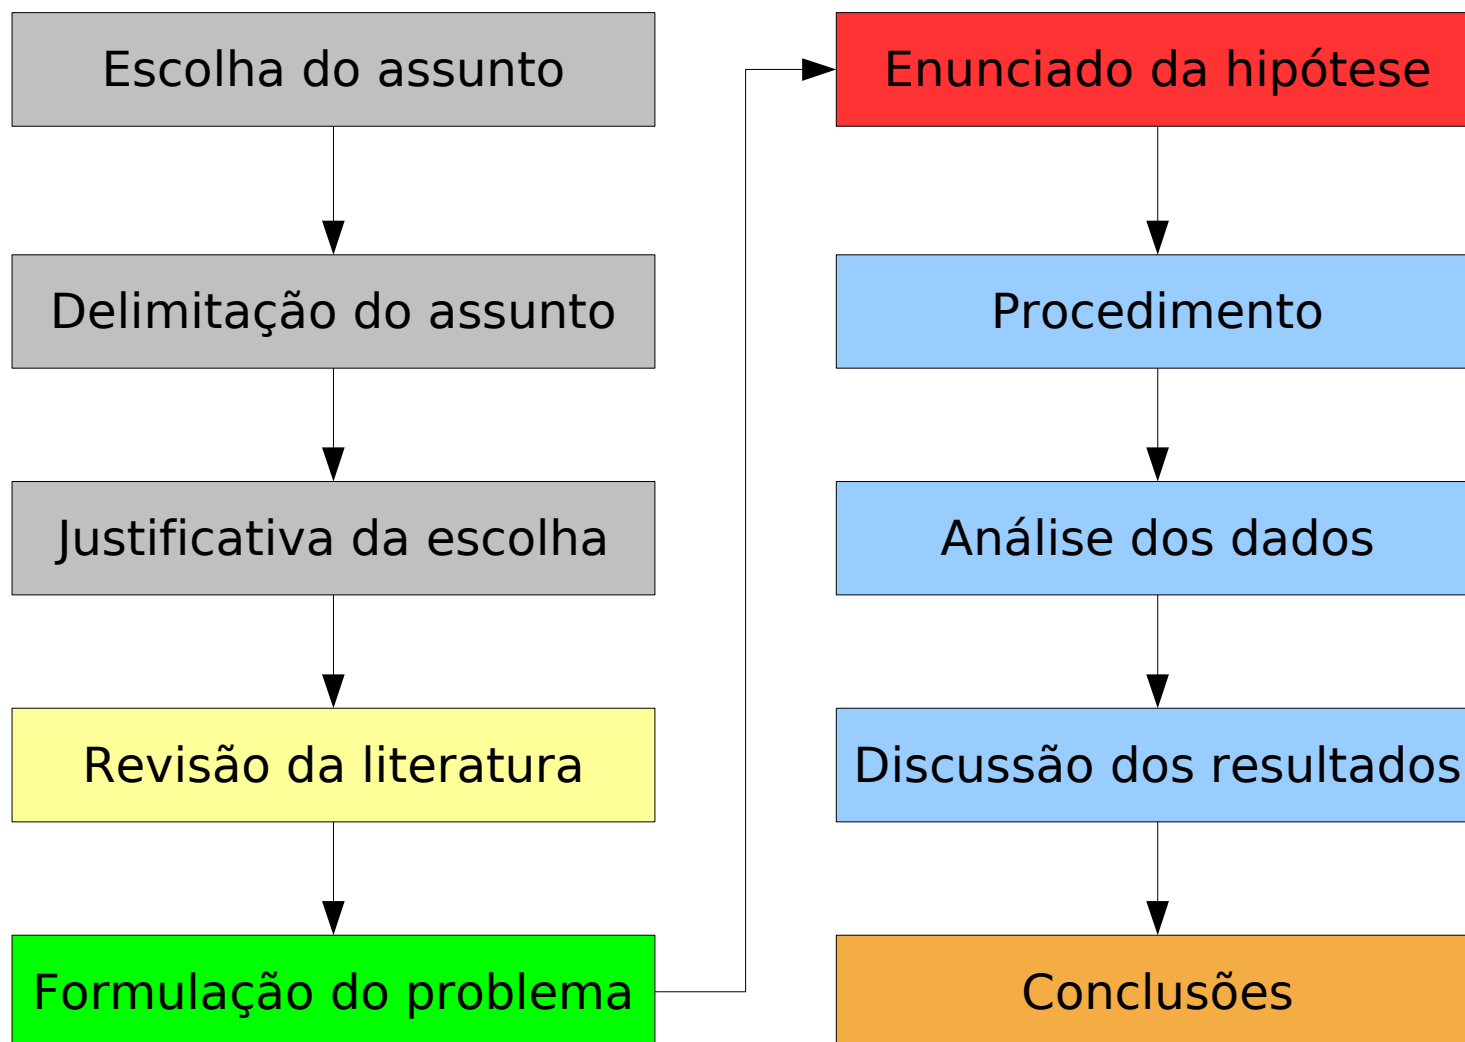 Escolha do assunto
Delimitação do assunto
Justificativa da escolha
Revisão da literatura
Formulação do problema
Enunciado da hipótese
Procedimento
Análise dos dados
Discussão dos resultados
Conclusões